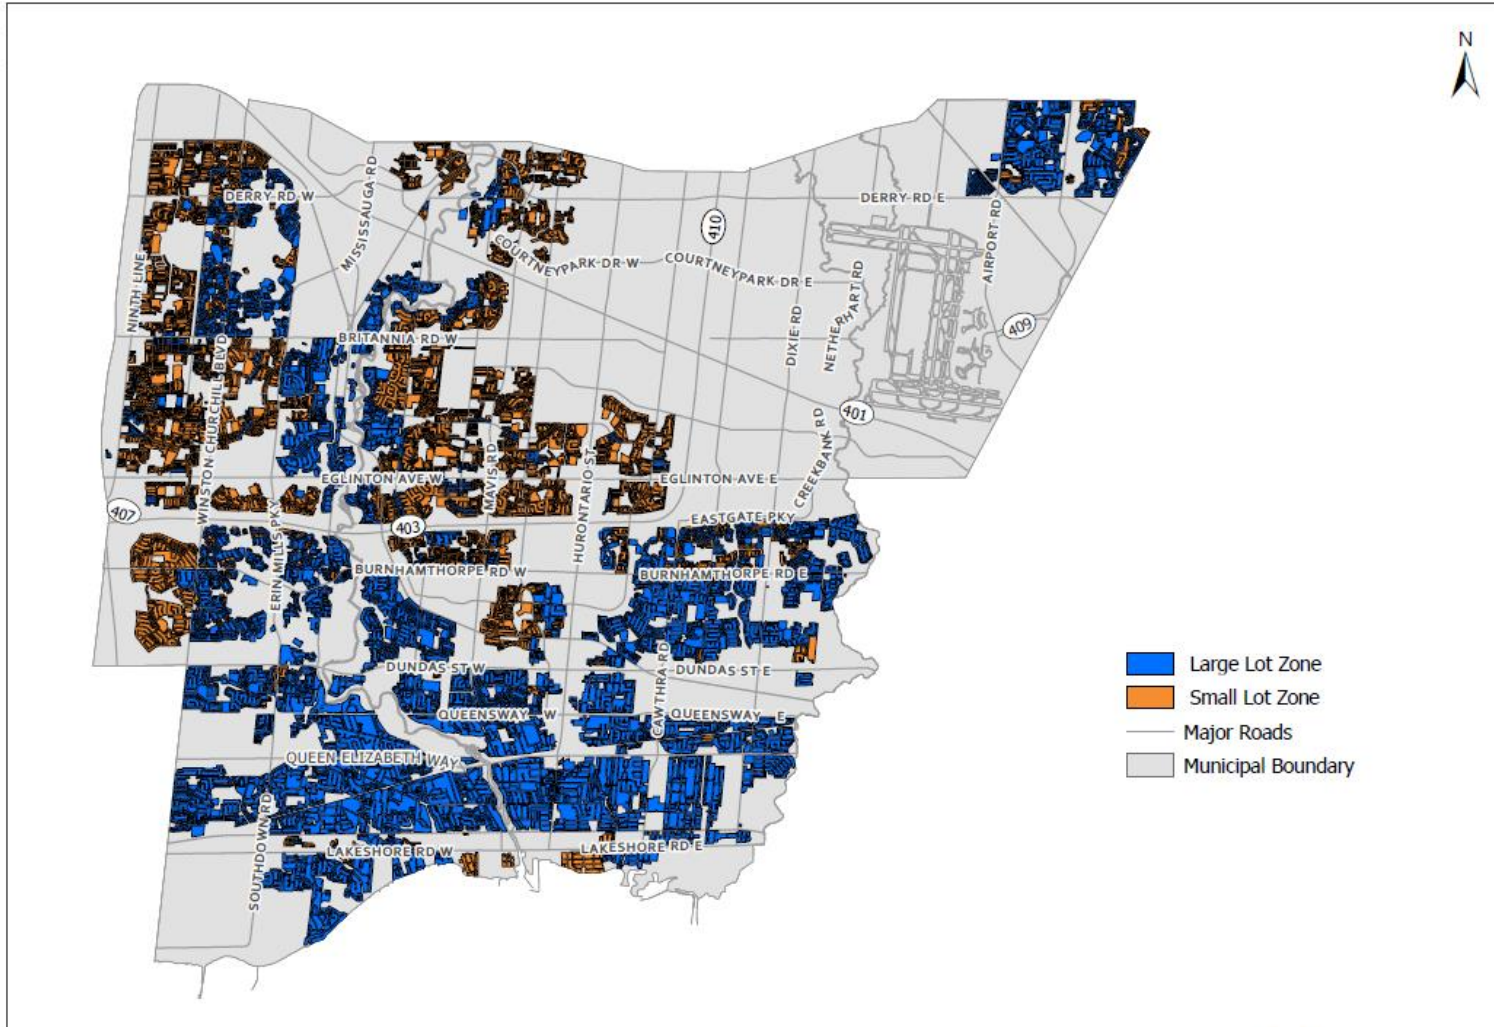 N
MISSISSAUGA RD
DERRY RD W
DERRY RD E
410
AIRPORT RD
COURTNEYPARK DR W
COURTNEYPARK DR E
NINTH LINE
DIXIE RD
NETHERHART RD
409
BRITANNIA RD W
WINSTON CHURCHILL BLVD
401
CREEKBANK RD
MAVIS RD
HURONTARIO ST
EGLINTON AVE W
EGLINTON AVE E
407
403
EASTGATE PKY
ERIN MILLS PKY
BURNHAMTHORPE RD W
BURNHAMTHORPE RD E
DUNDAS ST W
DUNDAS ST E
CAWTHRA RD
QUEENSWAY W
QUEENSWAY E
QUEEN ELIZABETH WAY
SOUTHDOWN RD
LAKESHORE RD W
LAKESHORE RD E
Large Lot Zone
Small Lot Zone
Major Roads
Municipal Boundary